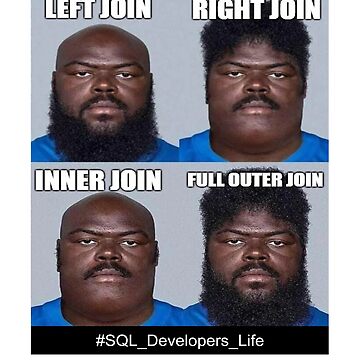 LEFT JOIN
RIGHT JOIN
INNER JOIN
FULL OUTER JOIN
#SQL_Developers_Life